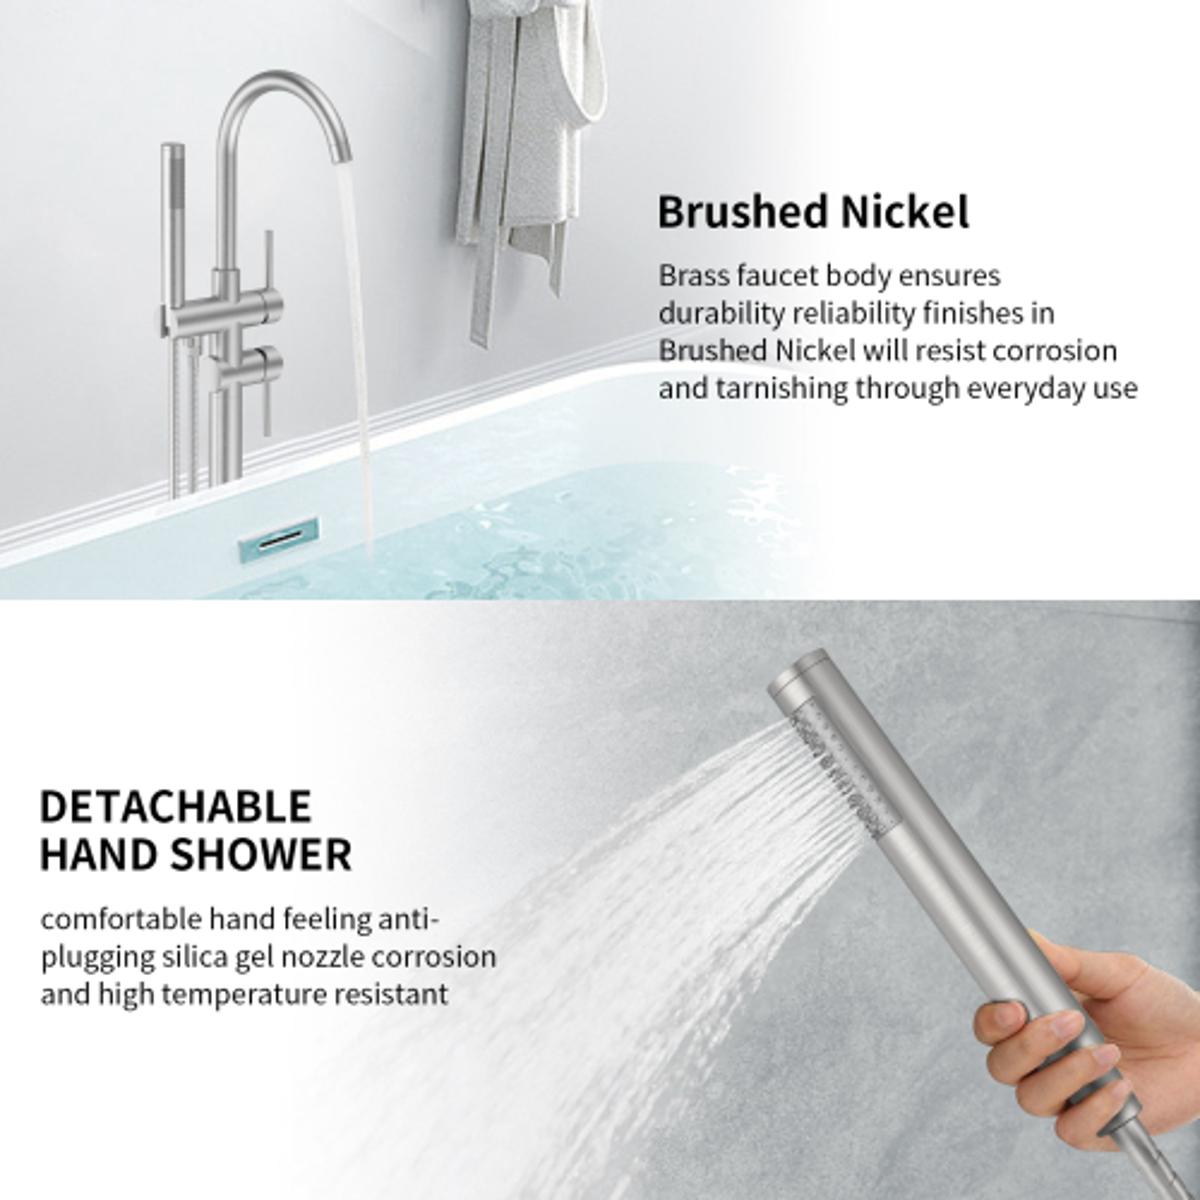 Brushed Nickel
Brass faucet body ensures
durability reliability finishes in
Brushed Nickel will resist corrosion
and tarnishing through everyday use
DETACHABLE
HAND SHOWER
comfortable hand feeling anti-
plugging silica gel nozzle corrosion
and high temperature resistant